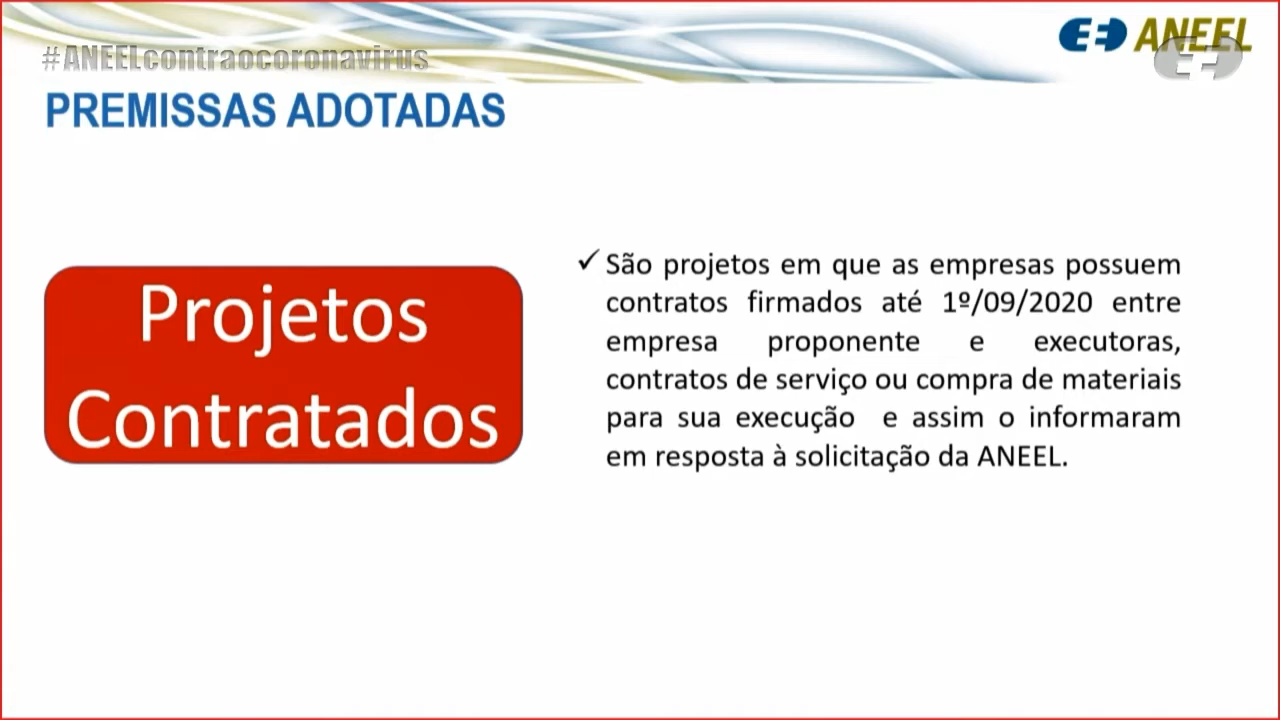 #ANEELcontraocoronavirus
ANEEL
PREMISSAS ADOTADAS
Projetos
Contratados
✓ São projetos em que as empresas possuem
contratos firmados até 1º/09/2020 entre
empresa proponente e executoras,
contratos de serviço ou compra de materiais
para sua execução e assim o informaram
em resposta à solicitação da ANEEL.